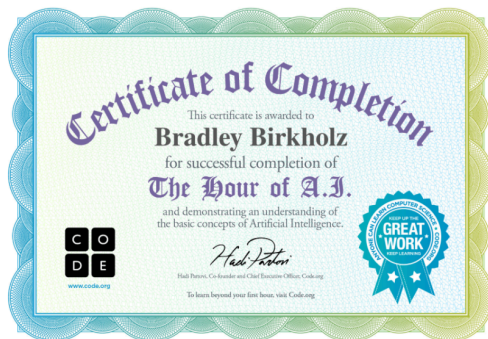 Certificate of Completion
This certificate is awarded to
Bradley Birkholz
for successful completion of
The Hour of A.I.
and demonstrating an understanding of
the basic concepts of Artificial Intelligence.
C O
D E
www.code.org
Hadi Partovi
Hadi Partovi, Co-founder and Chief Executive Officer, Code.org
To learn beyond your first hour, visit Code.org
ANYONE CAN LEARN COMPUTER SCIENCE • CODE.ORG
KEEP UP THE
GREAT
WORK
KEEP LEARNING